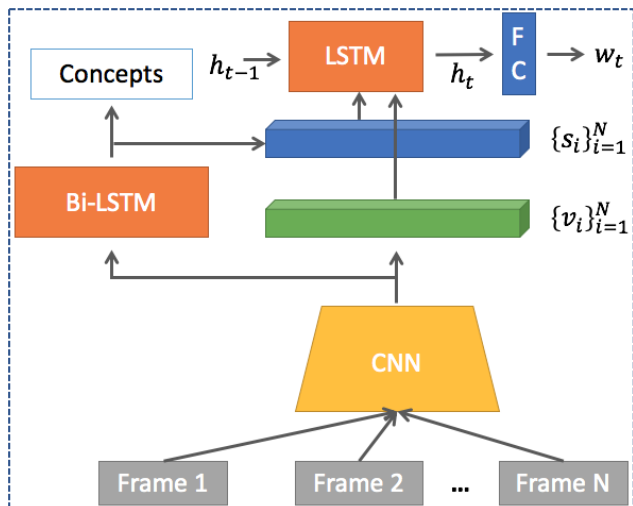 LSTM
F
C
Concepts
h_{t-1}
h_t
w_t
{s_i}_{i=1}^N
Bi-LSTM
{v_i}_{i=1}^N
CNN
Frame 1
Frame 2
...
Frame N